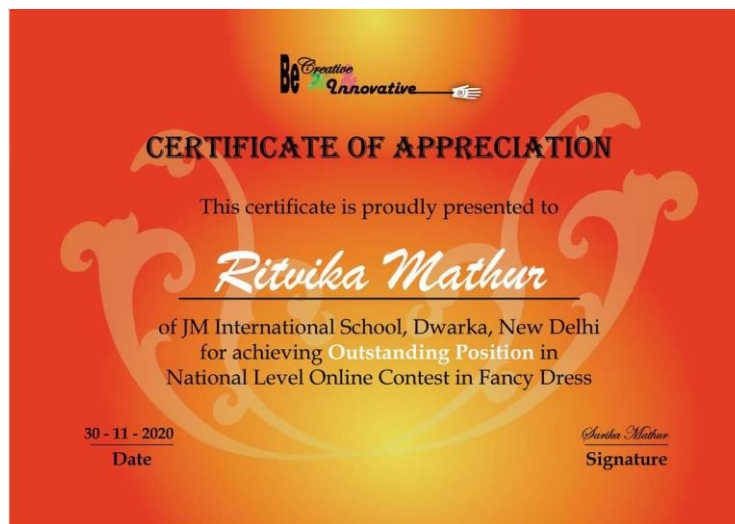 Be Creative
Innovative
CERTIFICATE OF APPRECIATION
This certificate is proudly presented to
Ritvika Mathur
of JM International School, Dwarka, New Delhi
for achieving Outstanding Position in
National Level Online Contest in Fancy Dress
30 - 11 - 2020
Date
Sarika Mathur
Signature